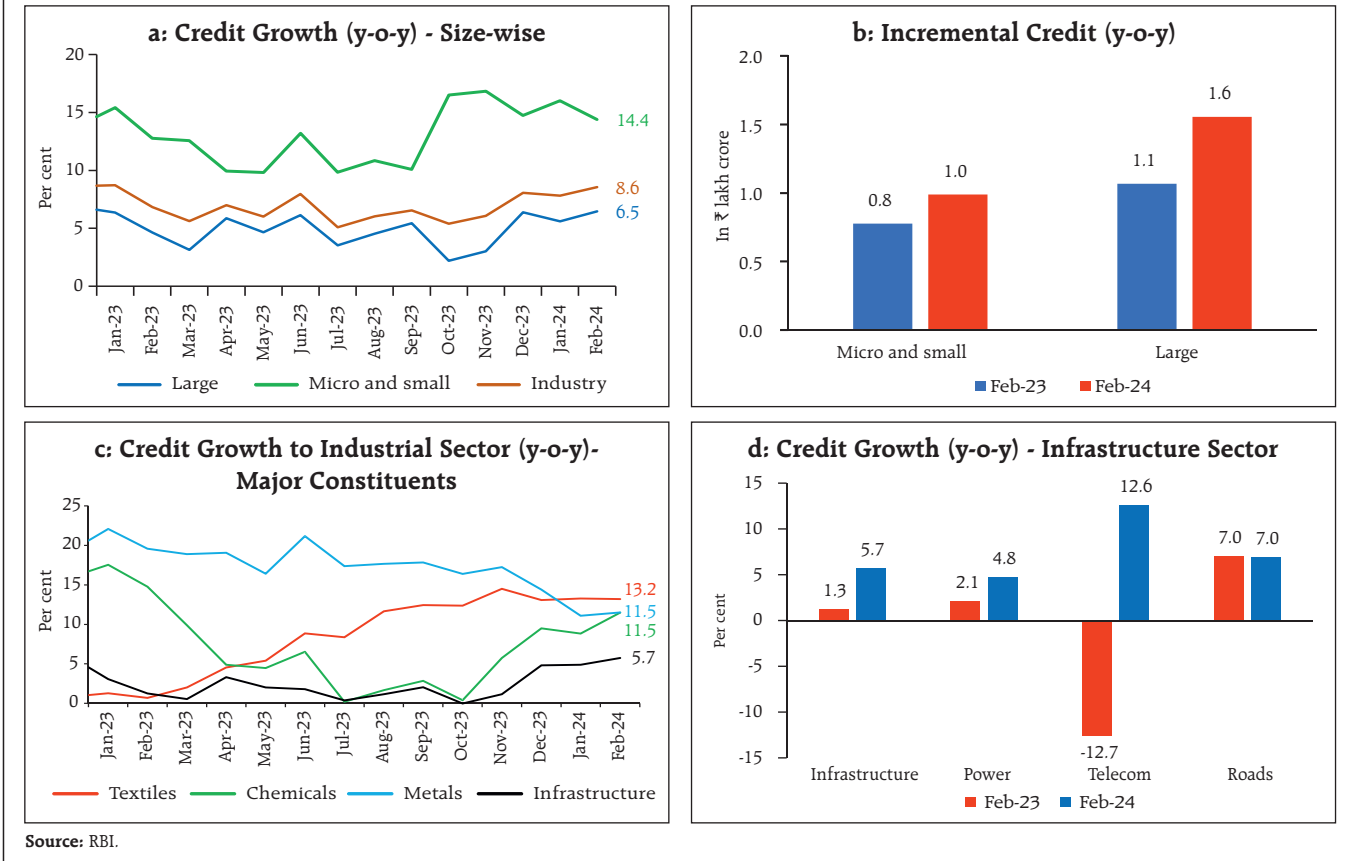 a: Credit Growth (y-o-y) - Size-wise
Per cent
20
15
10
5
0
14.4
8.6
6.5
Jan-23
Feb-23
Mar-23
Apr-23
May-23
Jun-23
Jul-23
Aug-23
Sep-23
Oct-23
Nov-23
Dec-23
Jan-24
Feb-24
Large Micro and small Industry
b: Incremental Credit (y-o-y)
In ₹ lakh crore
2.0
1.5
1.0
0.5
0.0
0.8
1.0
1.1
1.6
Micro and small Large
Feb-23 Feb-24
c: Credit Growth to Industrial Sector (y-o-y)-
Major Constituents
Per cent
25
20
15
10
5
0
13.2
11.5
11.5
5.7
Jan-23
Feb-23
Mar-23
Apr-23
May-23
Jun-23
Jul-23
Aug-23
Sep-23
Oct-23
Nov-23
Dec-23
Jan-24
Feb-24
Textiles Chemicals Metals Infrastructure
d: Credit Growth (y-o-y) - Infrastructure Sector
Per cent
15
10
5
0
-5
-10
-15
1.3
5.7
2.1
4.8
-12.7
12.6
7.0
7.0
Infrastructure Power Telecom Roads
Feb-23 Feb-24
Source: RBI.